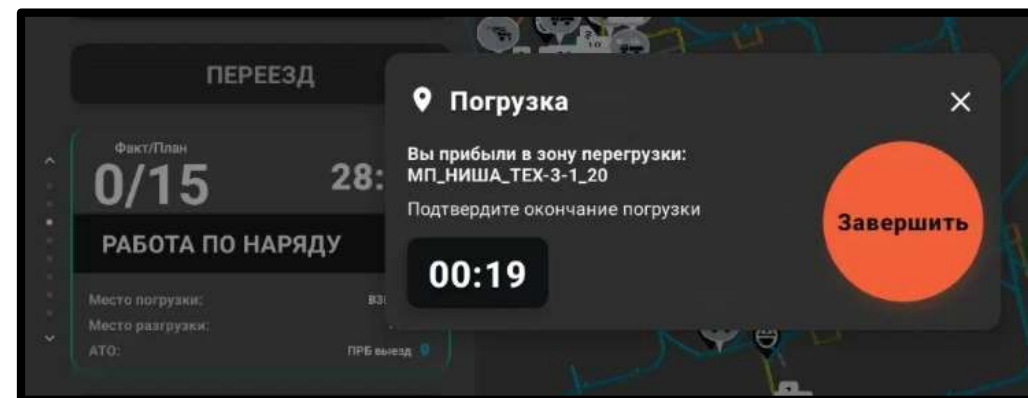 ПЕРЕЕЗД
Факт/План
0/15
28:
РАБОТА ПО НАРЯДУ
Место погрузки:
Место разгрузки:
АТО:
ПРБ выезд
Погрузка
Вы прибыли в зону перегрузки:
МП_НИША_ТЕХ-3-1_20
Подтвердите окончание погрузки
00:19
Завершить